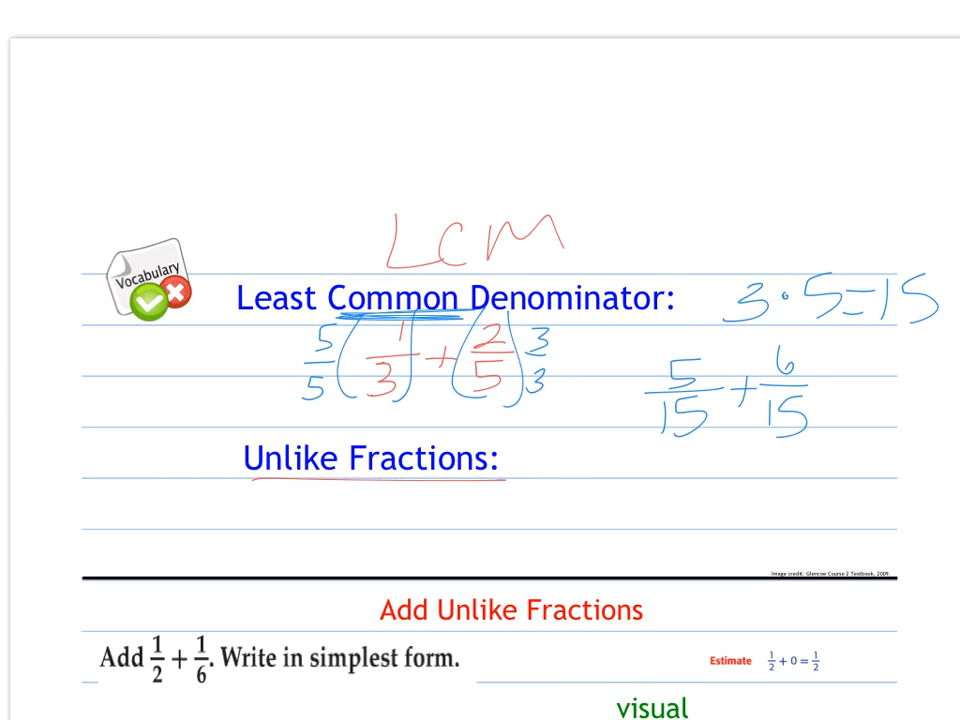 LCM
Vocabulary
Least Common Denominator: 3 · 5 = 15
5/5 (1/3) + (2/5) 3/3 5/15 + 6/15
Unlike Fractions:
Image credit: Glencoe Course 2 Textbook, 2009.
Add Unlike Fractions
Add 1/2 + 1/6. Write in simplest form.
Estimate 1/2 + 0 = 1/2
visual